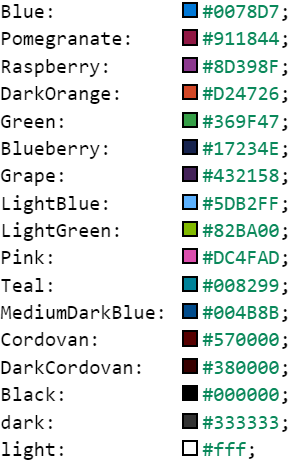 Blue: #0078D7;
Pomegranate: #911844;
Raspberry: #8D398F;
DarkOrange: #D24726;
Green: #369F47;
Blueberry: #17234E;
Grape: #432158;
LightBlue: #5DB2FF;
LightGreen: #82BA00;
Pink: #DC4FAD;
Teal: #008299;
MediumDarkBlue: #004B8B;
Cordovan: #570000;
DarkCordovan: #380000;
Black: #000000;
dark: #333333;
light: #fff;